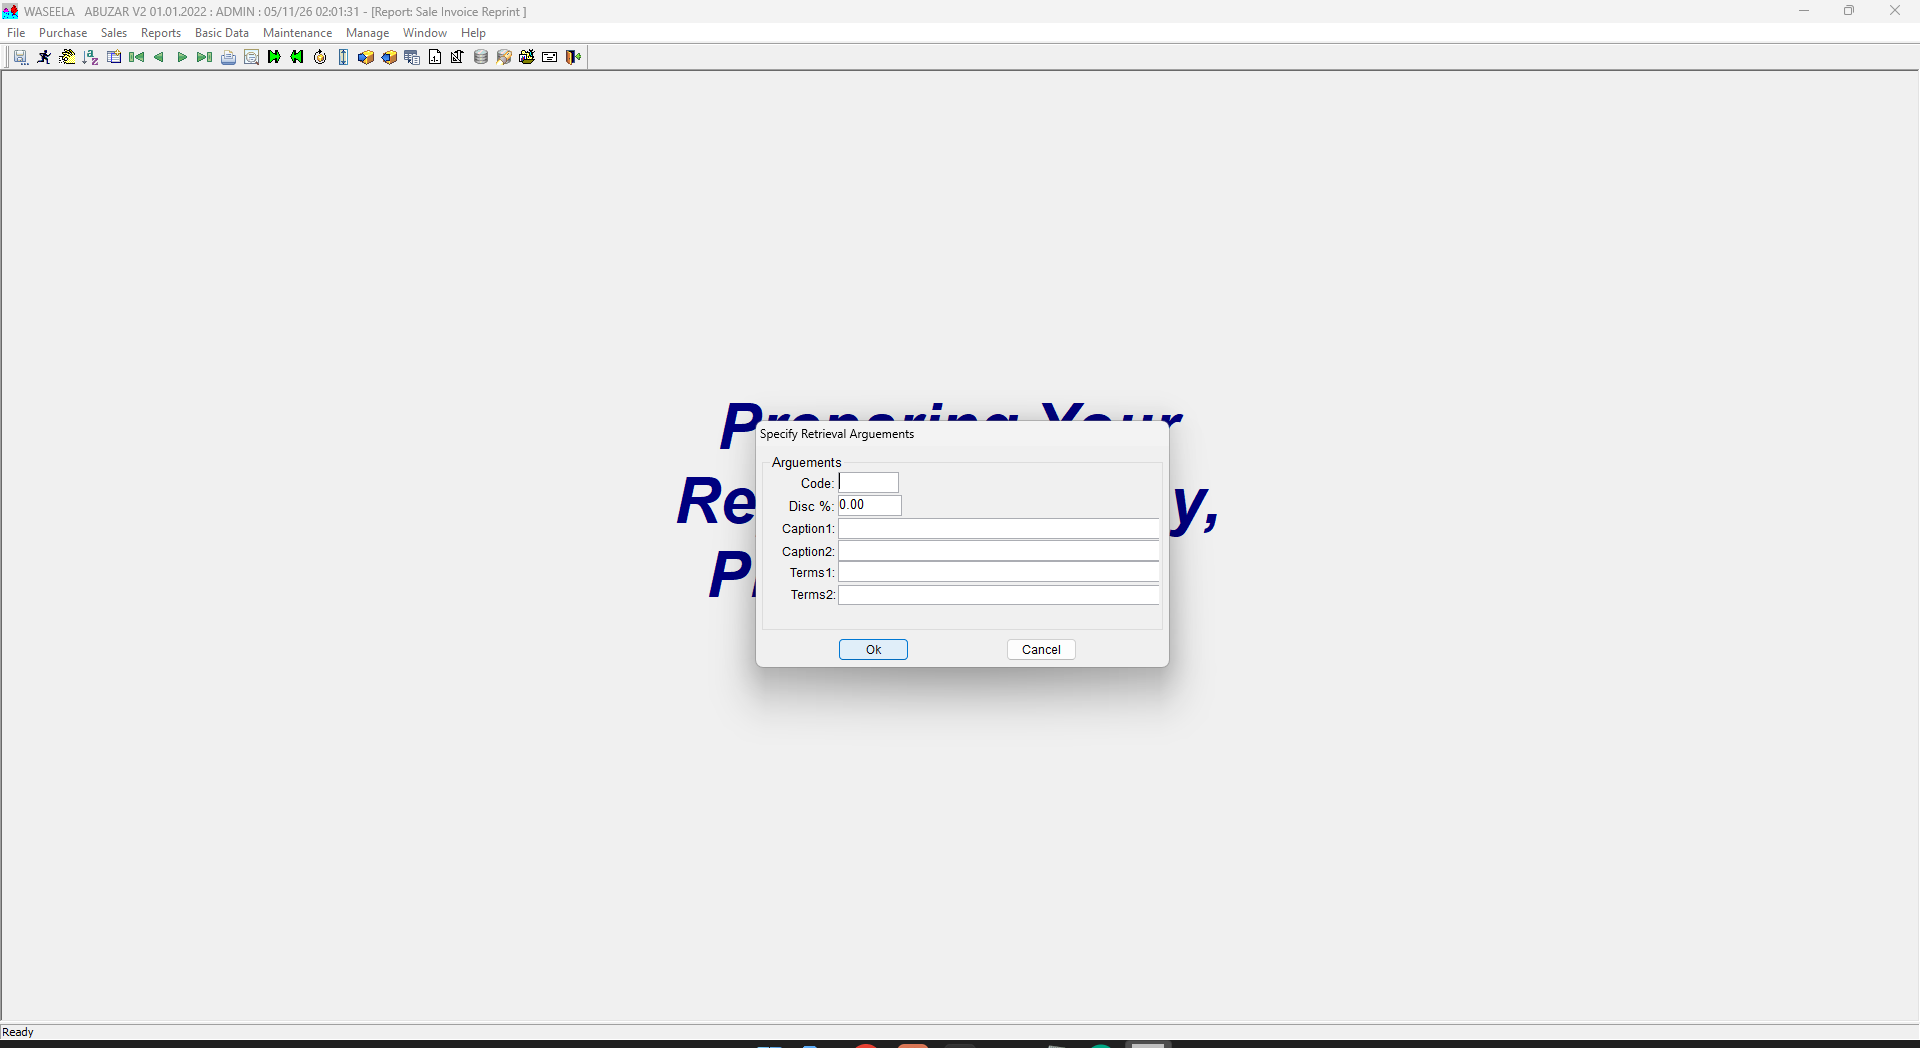 WASEELA ABUZAR V2 01.01.2022 : ADMIN : 05/11/26 02:01:31 - [Report: Sale Invoice Reprint ]
File Purchase Sales Reports Basic Data Maintenance Manage Window Help
Preparing Your
Specify Retrieval Arguements
Arguements
Code:
Disc %: 0.00
Caption1:
Caption2:
Terms1:
Terms2:
Ok Cancel
Ready